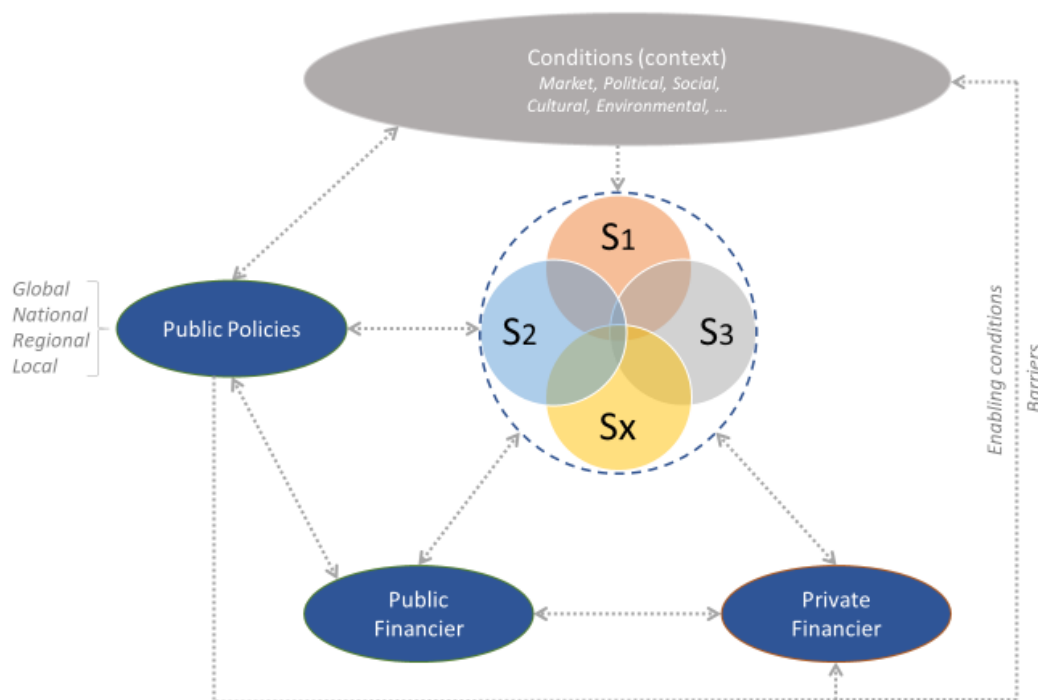 Conditions (context)
Market, Political, Social,
Cultural, Environmental, ...
S1
S2
S3
Sx
Global
National
Regional
Local
Public Policies
Enabling conditions
Barriers
Public
Financier
Private
Financier